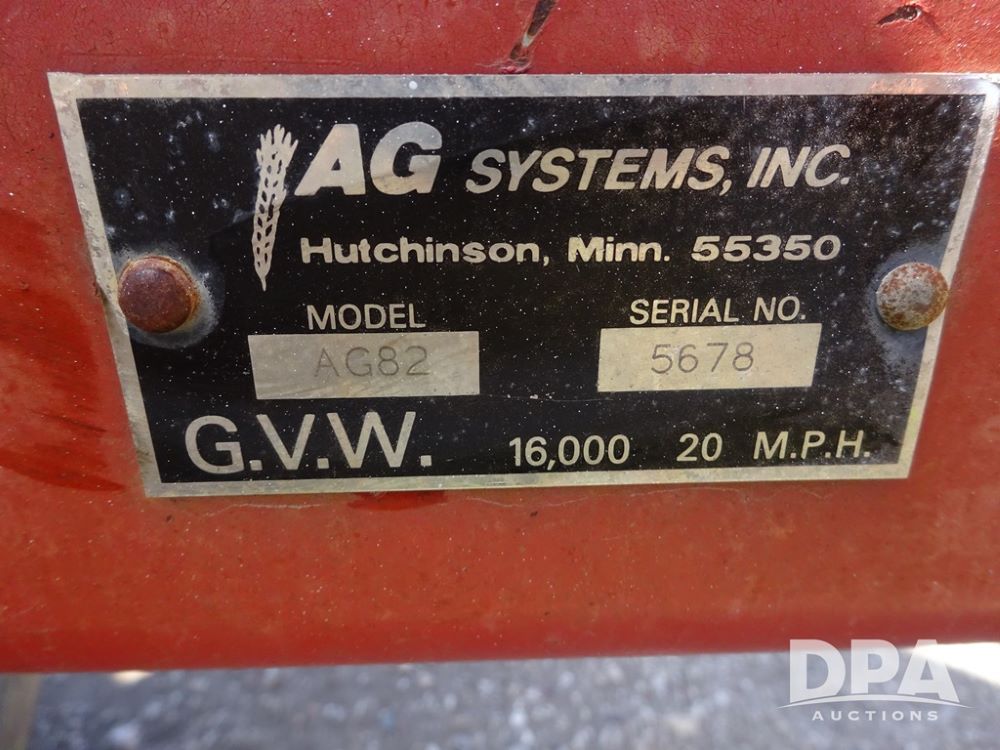 AG SYSTEMS, INC.
Hutchinson, Minn. 55350
MODEL SERIAL NO.
AG82 5678
G.V.W. 16,000 20 M.P.H.
DPA
AUCTIONS